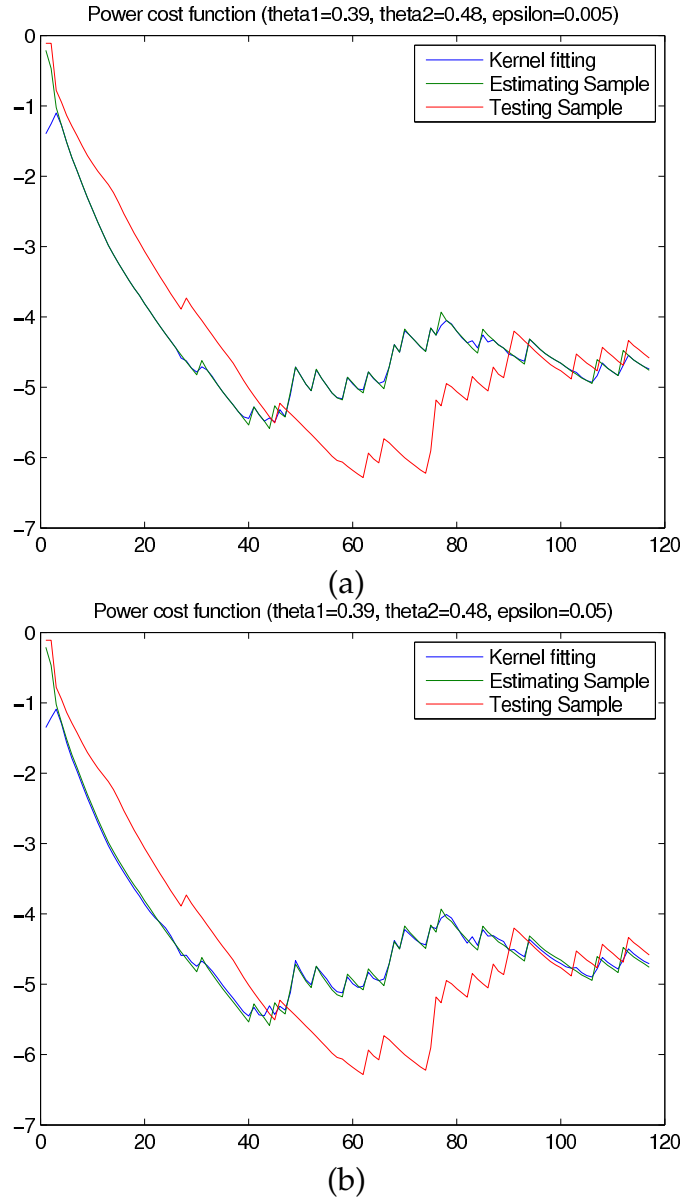 Power cost function (theta1=0.39, theta2=0.48, epsilon=0.005)
Kernel fitting
Estimating Sample
Testing Sample
0
−1
−2
−3
−4
−5
−6
−7
0 20 40 60 80 100 120
(a)
Power cost function (theta1=0.39, theta2=0.48, epsilon=0.05)
Kernel fitting
Estimating Sample
Testing Sample
0
−1
−2
−3
−4
−5
−6
−7
0 20 40 60 80 100 120
(b)